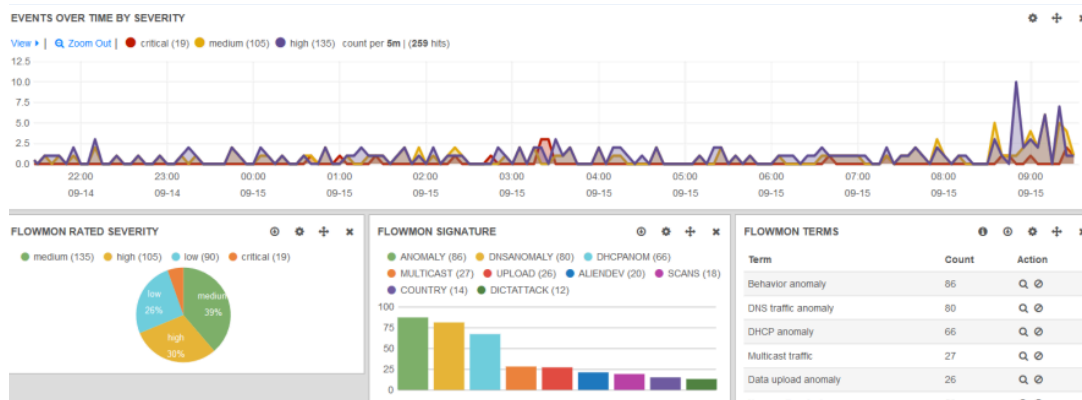 EVENTS OVER TIME BY SEVERITY
View | Zoom Out | critical (19) medium (105) high (135) count per 5m | (259 hits)
12.5
10.0
7.5
5.0
2.5
0.0
22:00 23:00 00:00 01:00 02:00 03:00 04:00 05:00 06:00 07:00 08:00 09:00
09-14 09-14 09-15 09-15 09-15 09-15 09-15 09-15 09-15 09-15 09-15 09-15
FLOWMON RATED SEVERITY
medium (135) high (105) low (90) critical (19)
low
26%
medium
39%
high
30%
FLOWMON SIGNATURE
ANOMALY (86) DNSANOMALY (80) DHCPANOM (66)
MULTICAST (27) UPLOAD (26) ALIENDEV (20) SCANS (18)
COUNTRY (14) DICTATTACK (12)
100
75
50
25
0
FLOWMON TERMS
Term Count Action
Behavior anomaly 86
DNS traffic anomaly 80
DHCP anomaly 66
Multicast traffic 27
Data upload anomaly 26